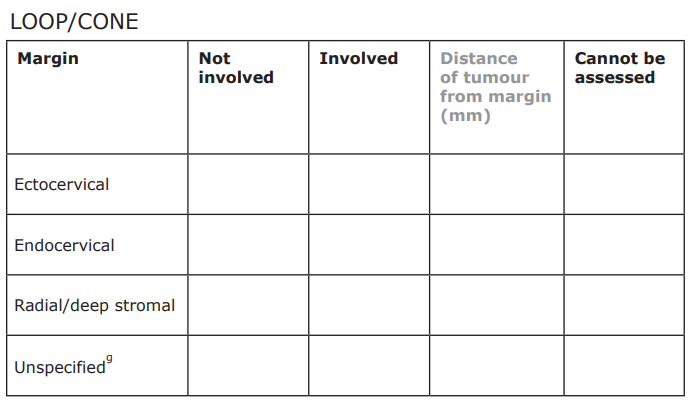 LOOP/CONE
Margin
Not
involved
Involved
Distance
of tumour
from margin
(mm)
Cannot be
assessed
Ectocervical
Endocervical
Radial/deep stromal
Unspecifiedg